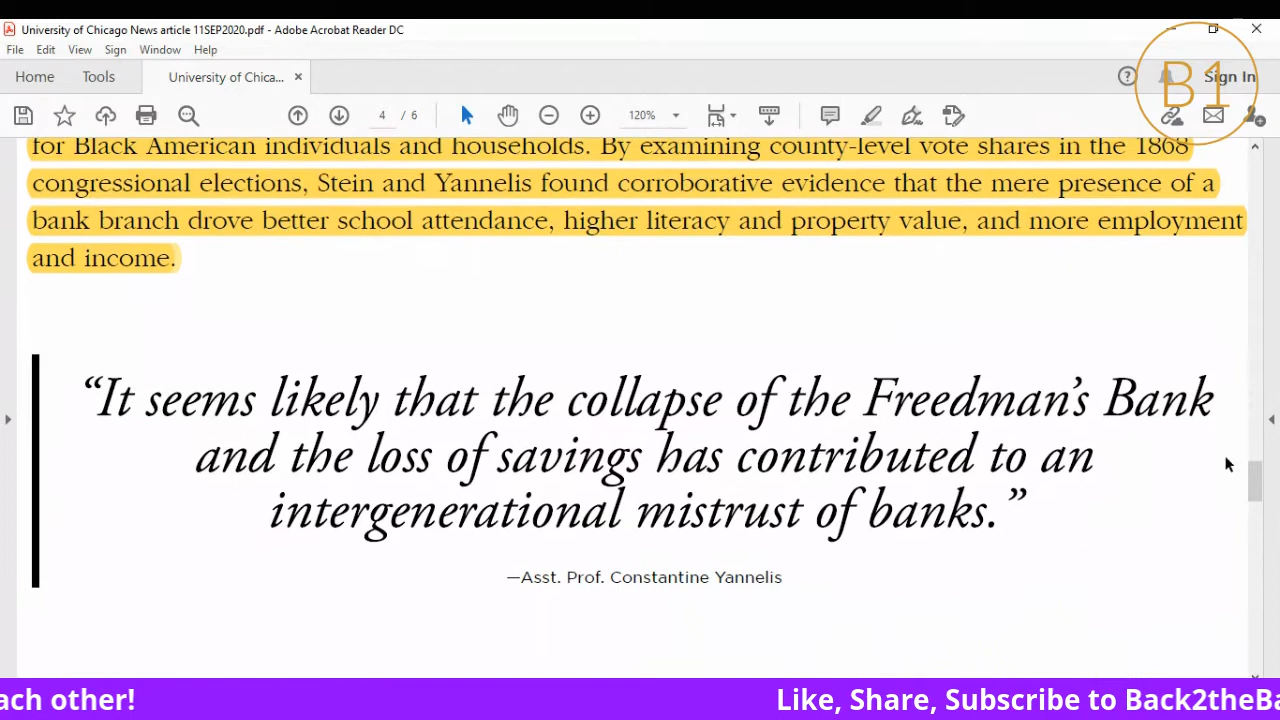 University of Chicago News article 11SEP2020.pdf - Adobe Acrobat Reader DC
File Edit View Sign Window Help
Home Tools University of Chica... × Sign In
B1
4 / 6 120%
for Black American individuals and households. By examining county-level vote shares in the 1868
congressional elections, Stein and Yannelis found corroborative evidence that the mere presence of a
bank branch drove better school attendance, higher literacy and property value, and more employment
and income.
“It seems likely that the collapse of the Freedman’s Bank
and the loss of savings has contributed to an
intergenerational mistrust of banks.”
—Asst. Prof. Constantine Yannelis
ach other! Like, Share, Subscribe to Back2theBa